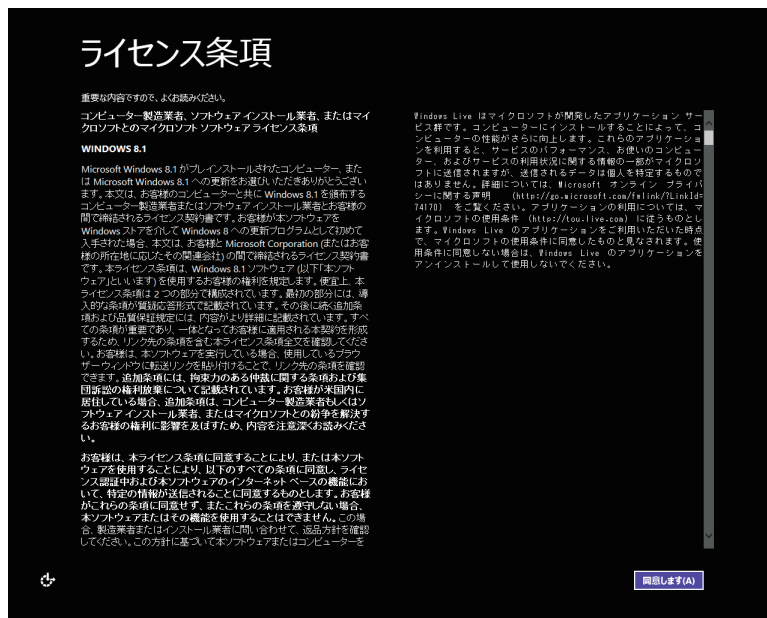 ライセンス条項
重要な内容ですので、よくお読みください。
コンピューター製造業者、ソフトウェア インストール業者、またはマイ
クロソフトとのマイクロソフト ソフトウェア ライセンス条項
WINDOWS 8.1
Microsoft Windows 8.1 がプレインストールされたコンピューター、また
は Microsoft Windows 8.1 への更新をお選びいただきありがとうござい
ます。本文は、お客様のコンピューターと共に Windows 8.1 を頒布する
コンピューター製造業者またはソフトウェア インストール業者とお客様の
間で締結されるライセンス契約書です。お客様が本ソフトウェアを
Windows ストアを介して Windows 8 への更新プログラムとして初めて
入手された場合、本文は、お客様と Microsoft Corporation (またはお客
様の所在地に応じたその関連会社) の間で締結されるライセンス契約書
です。本ライセンス条項は、Windows 8.1 ソフトウェア (以下「本ソフト
ウェア」といいます) を使用するお客様の権利を規定します。便宜上、本
ライセンス条項は 2 つの部分で構成されています。最初の部分には、導
入的な条項が質疑応答形式で記載されています。その後に続く追加条
項および品質保証規定には、内容がより詳細に記載されています。すべ
ての条項が重要であり、一体となってお客様に適用される本契約を形成
するため、リンク先の条項を含む本ライセンス条項全文を確認してくださ
い。お客様は、本ソフトウェアを実行している場合、使用しているブラウ
ザー ウィンドウに転送リンクを貼り付けることで、リンク先の条項を確認
できます。追加条項には、拘束力のある仲裁に関する条項および集
団訴訟の権利放棄について記載されています。お客様が米国内に
居住している場合、追加条項は、コンピューター製造業者もしくはソ
フトウェア インストール業者、またはマイクロソフトとの紛争を解決す
るお客様の権利に影響を及ぼすため、内容を注意深くお読みくださ
い。
お客様は、本ライセンス条項に同意することにより、または本ソフト
ウェアを使用することにより、以下のすべての条項に同意し、ライセ
ンス認証中および本ソフトウェアのインターネット ベースの機能にお
いて、特定の情報が送信されることに同意するものとします。お客様
がこれらの条項に同意せず、またこれらの条項を遵守しない場合、
本ソフトウェアまたはその機能を使用することはできません。この場
合、製造業者またはインストール業者に問い合わせて、返品方針を確認
してください。この方針に基づいて本ソフトウェアまたはコンピューターを
Windows Live はマイクロソフトが開発したアプリケーション サー
ビス群です。コンピューターにインストールすることによって、コ
ンピューターの性能がさらに向上します。これらのアプリケーショ
ンを利用すると、サービスのパフォーマンス、お使いのコンピュー
ター、およびサービスの利用状況に関する情報の一部がマイクロソ
フトに送信されますが、送信されるデータは個人を特定するもので
はありません。詳細については、Microsoft オンライン プライバ
シーに関する声明 (http://go.microsoft.com/fwlink/?LinkId=
74170) をご覧ください。アプリケーションの利用については、マ
イクロソフトの使用条件 (http://tou.live.com) に従うものとし
ます。Windows Live のアプリケーションをご利用いただいた時点
で、マイクロソフトの使用条件に同意したものと見なされます。使
用条件に同意しない場合は、Windows Live のアプリケーションを
アンインストールして使用しないでください。
同意します(A)